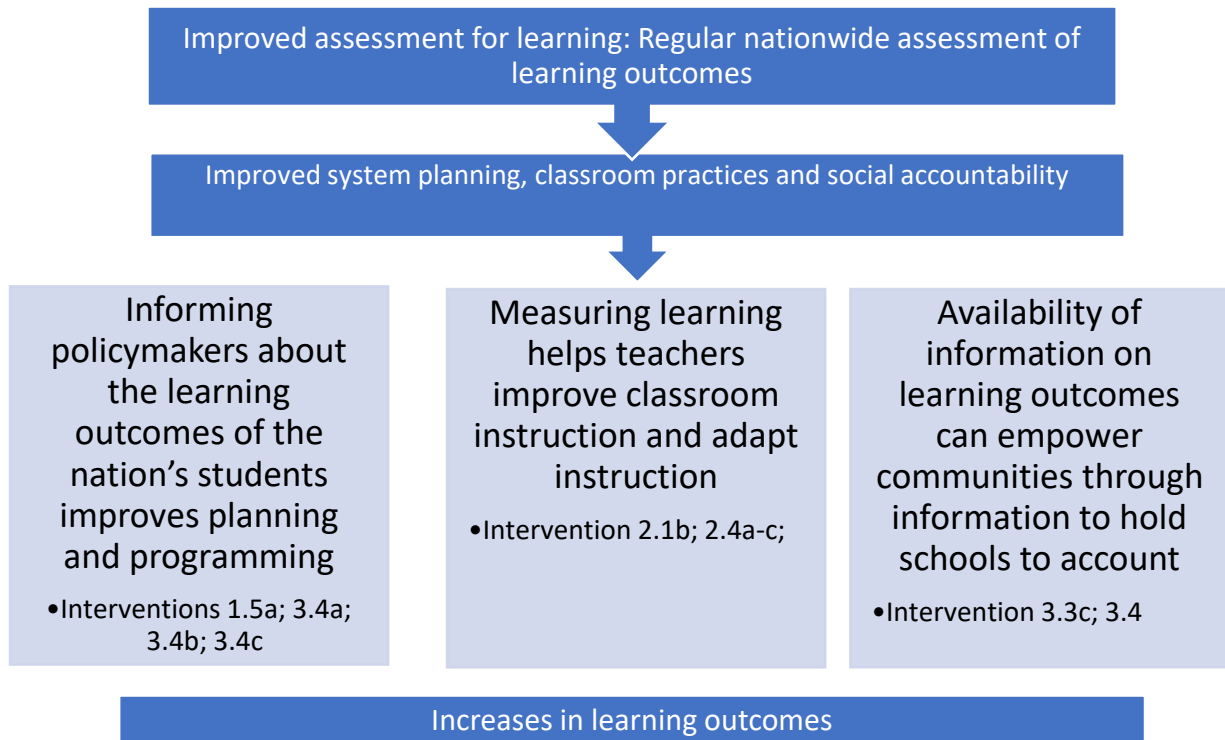 Improved assessment for learning: Regular nationwide assessment of
learning outcomes
Improved system planning, classroom practices and social accountability
Informing
policymakers about
the learning
outcomes of the
nation’s students
improves planning
and programming
•Interventions 1.5a; 3.4a;
3.4b; 3.4c
Measuring learning
helps teachers
improve classroom
instruction and adapt
instruction
•Intervention 2.1b; 2.4a-c;
Availability of
information on
learning outcomes
can empower
communities through
information to hold
schools to account
•Intervention 3.3c; 3.4
Increases in learning outcomes